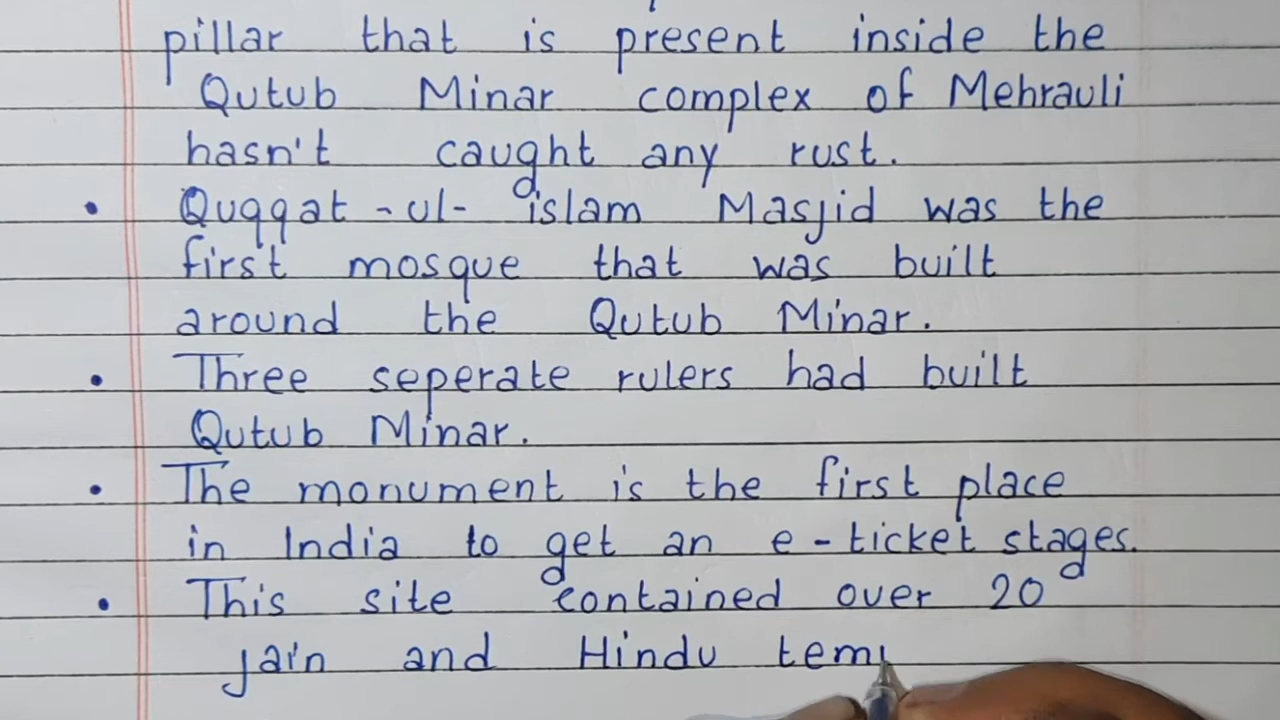 pillar that is present inside the
Qutub Minar complex of Mehrauli
hasn't caught any rust.
• Quqqat-ul-islam Masjid was the
first mosque that was built
around the Qutub Minar.
• Three seperate rulers had built
Qutub Minar.
• The monument is the first place
in India to get an e-ticket stages.
• This site contained over 20
jain and Hindu tem